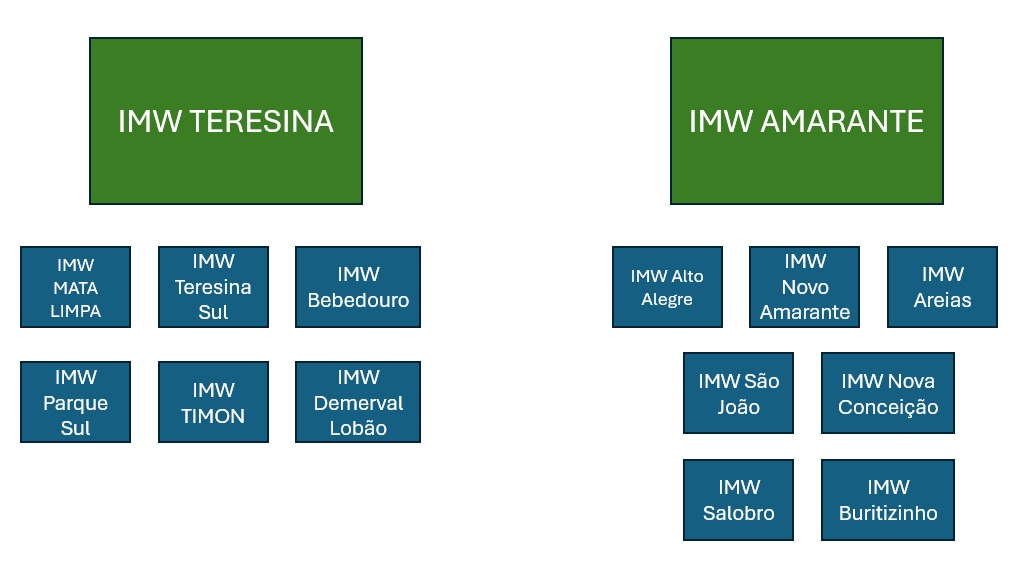 IMW TERESINA
IMW
MATA
LIMPA
IMW
Teresina
Sul
IMW
Bebedouro
IMW
Parque
Sul
IMW
TIMON
IMW
Demerval
Lobão
IMW AMARANTE
IMW Alto
Alegre
IMW
Novo
Amarante
IMW
Areias
IMW São
João
IMW Nova
Conceição
IMW
Salobro
IMW
Buritizinho